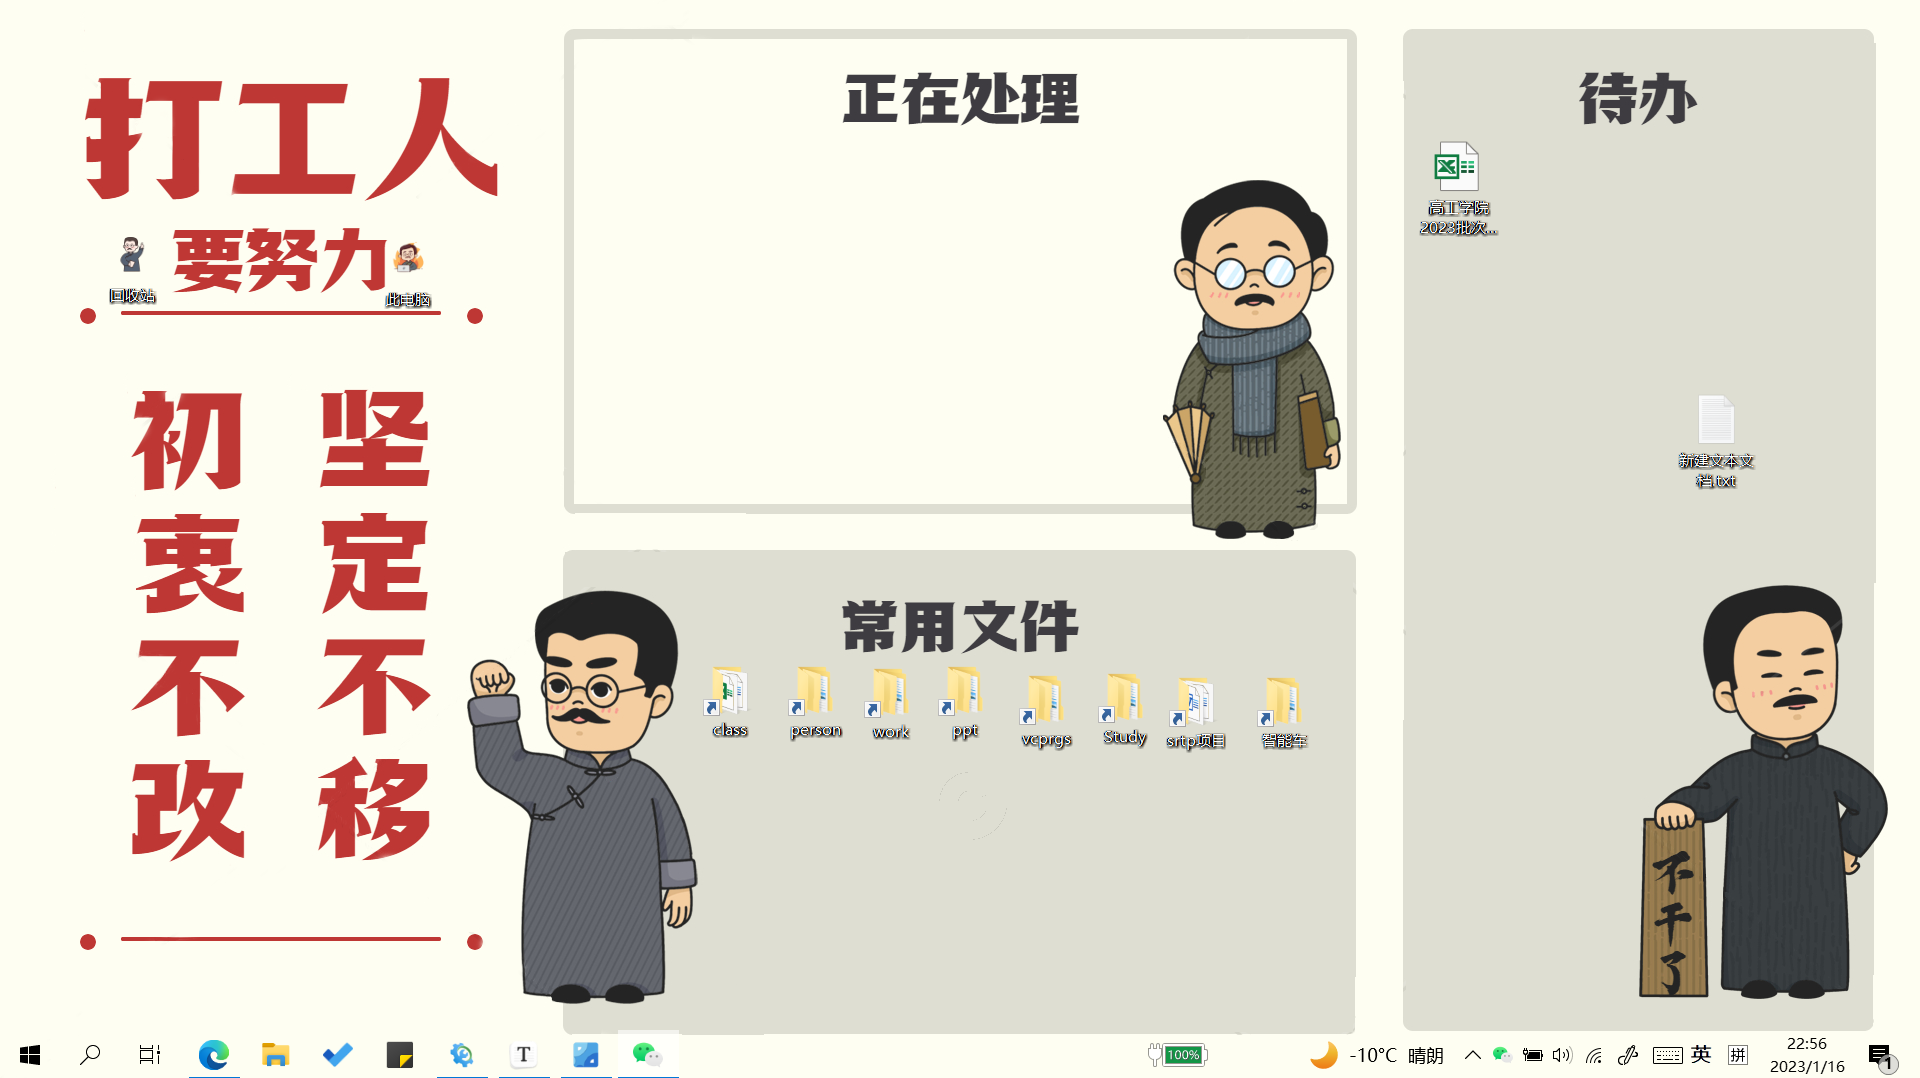 打工人
要努力
回收站
此电脑
初衷不改
坚定不移
正在处理
常用文件
class
person
work
ppt
vcprgs
Study
srtp项目
智能车
待办
高工学院
2023批次...
新建文本文
档.txt
不干了
T
100%
-10°C 晴朗
英
拼
22:56
2023/1/16
1